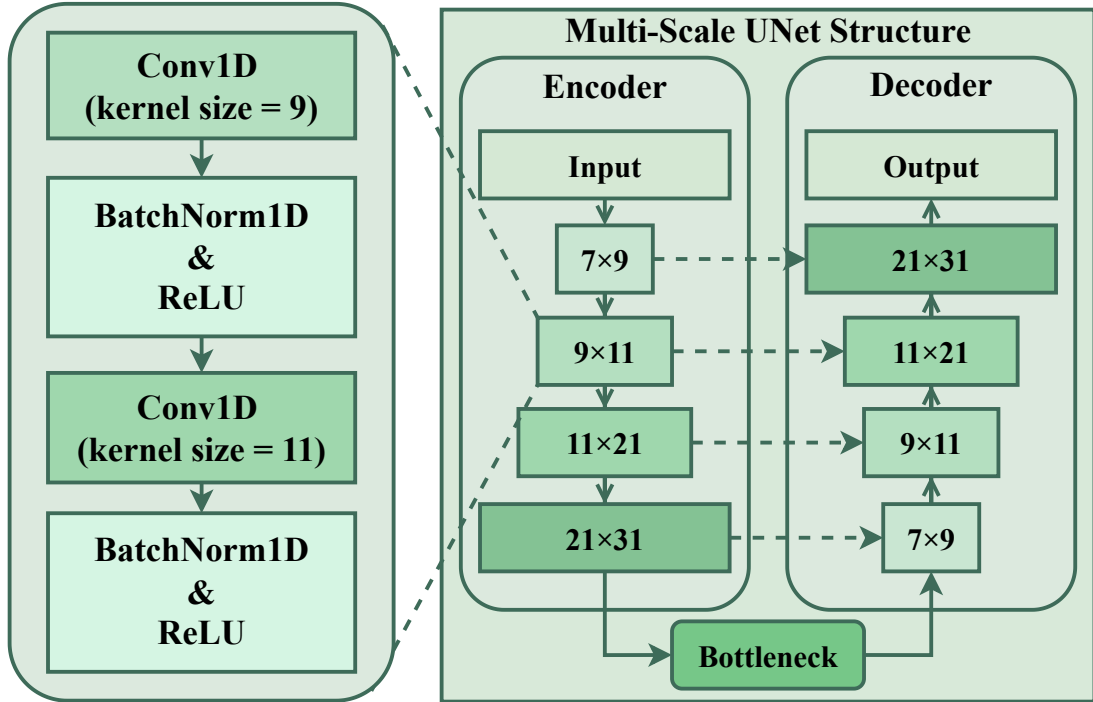 Conv1D
(kernel size = 9)
BatchNorm1D
&
ReLU
Conv1D
(kernel size = 11)
BatchNorm1D
&
ReLU
Multi-Scale UNet Structure
Encoder
Input
7×9
9×11
11×21
21×31
Bottleneck
Decoder
Output
21×31
11×21
9×11
7×9